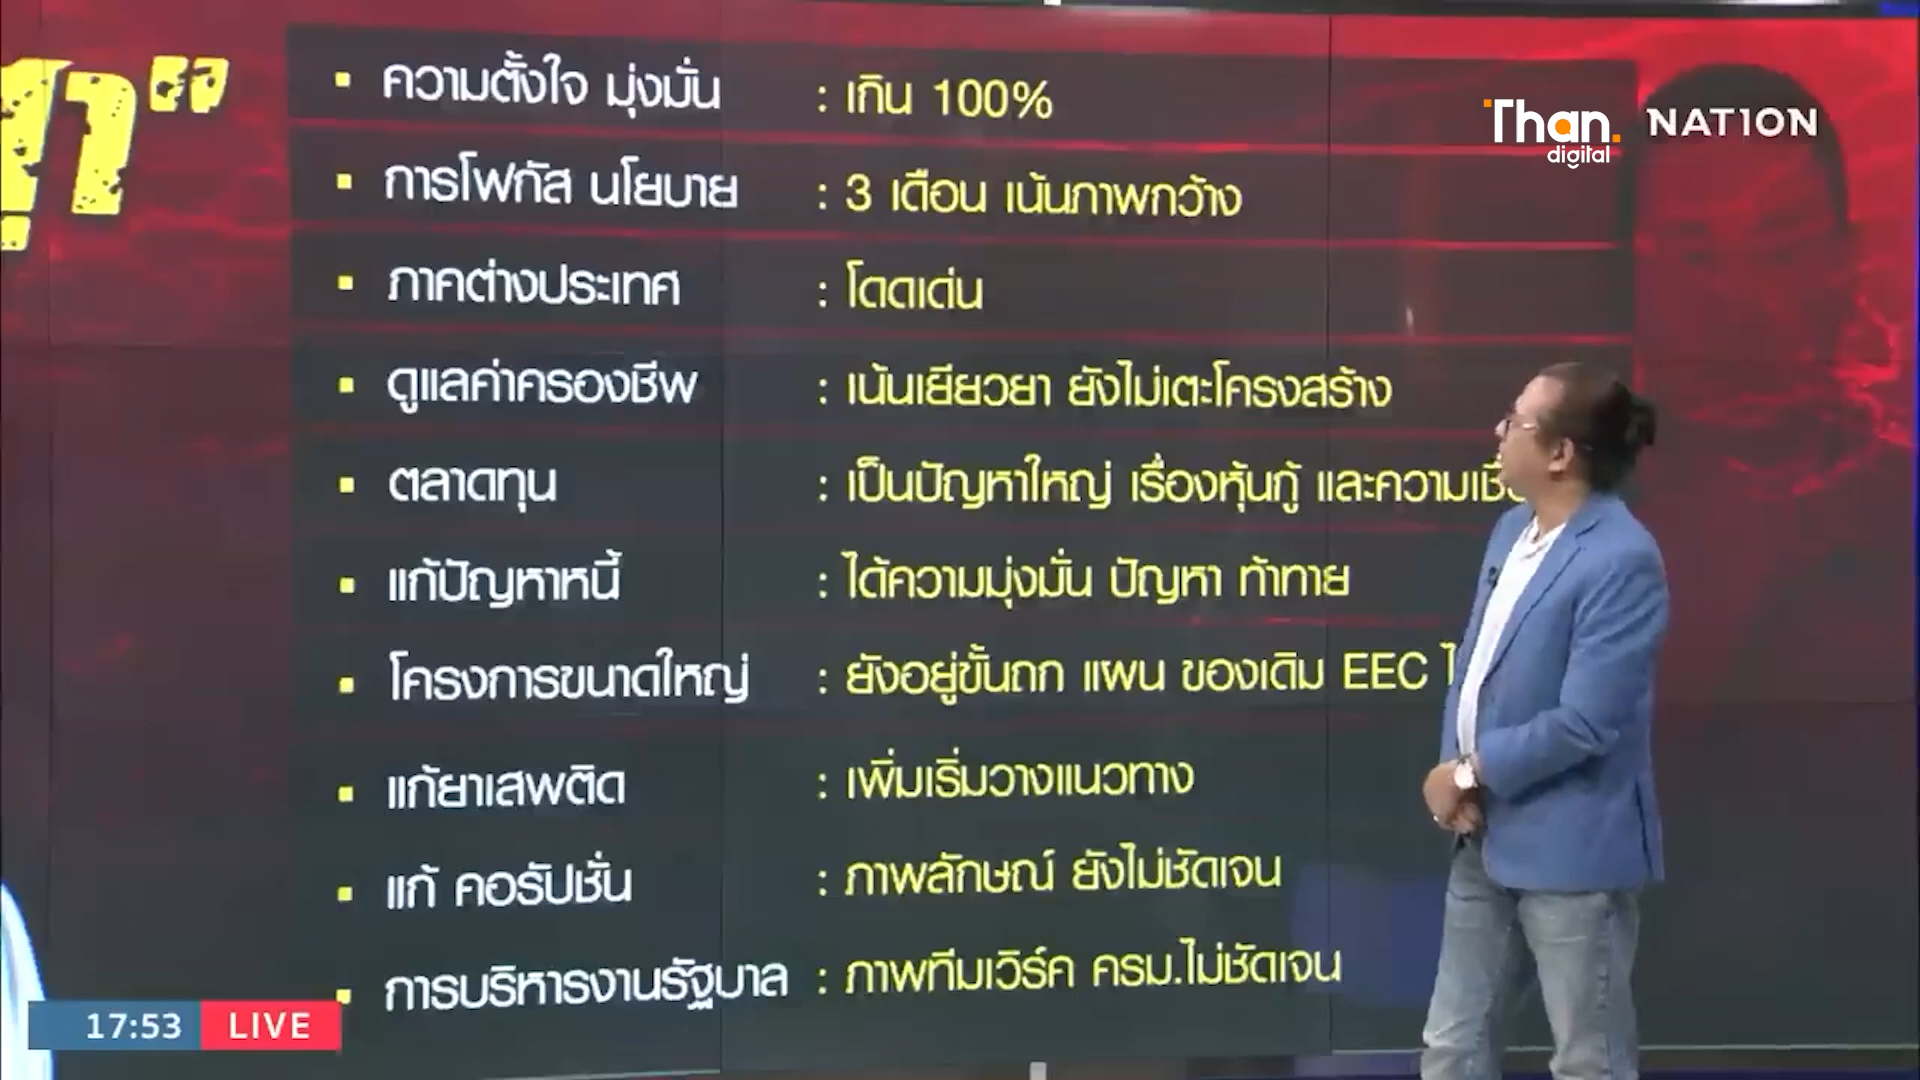 ความตั้งใจ มุ่งมั่น : เกิน 100%
Than. NATION
digital
การโฟกัส นโยบาย : 3 เดือน เน้นภาพกว้าง
ภาคต่างประเทศ : โดดเด่น
ดูแลค่าครองชีพ : เน้นเยียวยา ยังไม่เตะโครงสร้าง
ตลาดทุน : เป็นปัญหาใหญ่ เรื่องหุ้นกู้
แก้ปัญหาหนี้ : ได้ความมุ่งมั่น ปัญหา ท้าทาย
โครงการขนาดใหญ่ : ยังอยู่ขั้นถก แผน ของเดิม EEC
แก้ยาเสพติด : เพิ่มเริ่มวางแนวทาง
แก้ คอรัปชั่น : ภาพลักษณ์ ยังไม่ชัดเจน
การบริหารงานรัฐบาล : ภาพทีมเวิร์ค ครม.ไม่ชัดเจน
17:53 LIVE